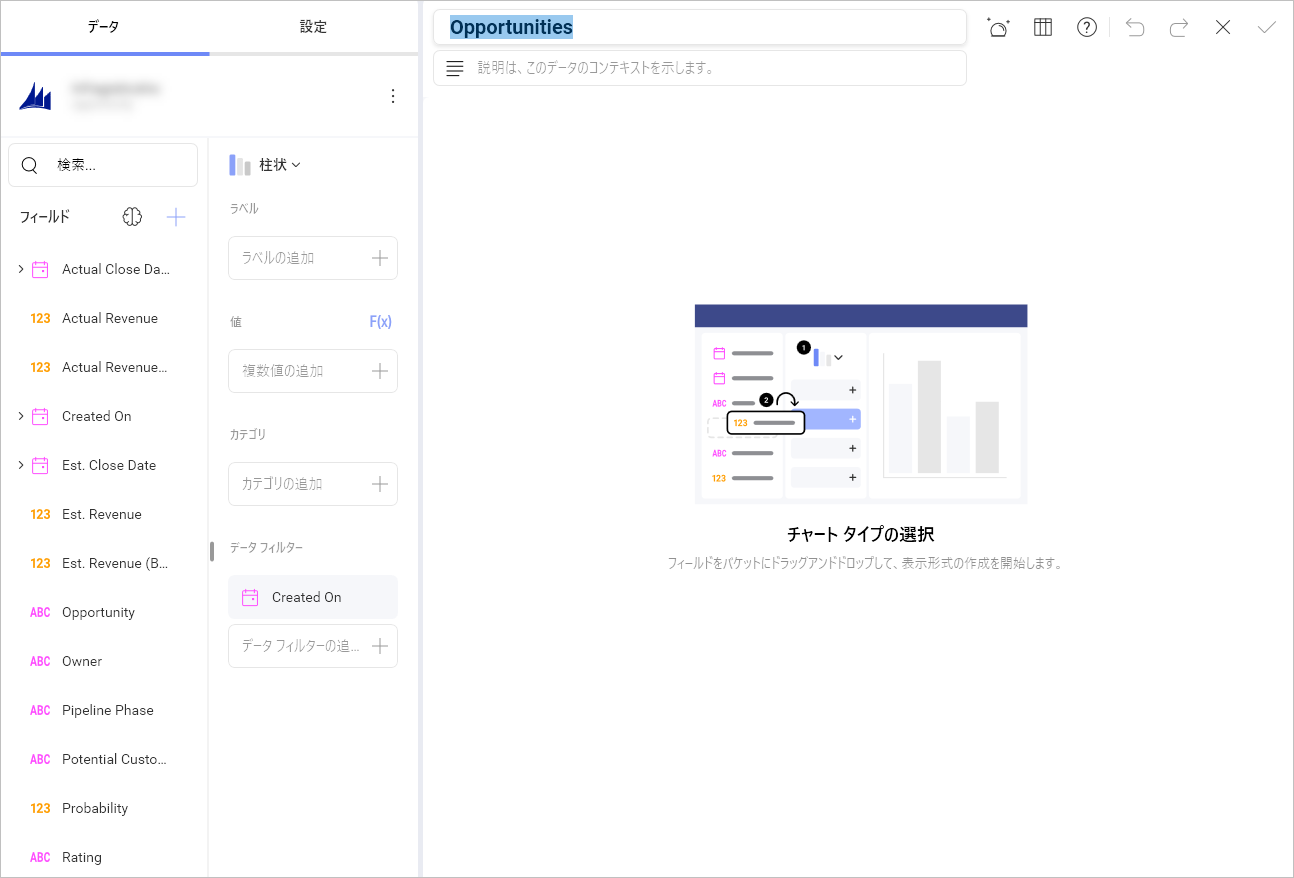 データ
設定
検索...
フィールド
Actual Close Da...
123 Actual Revenue
123 Actual Revenue...
Created On
Est. Close Date
123 Est. Revenue
123 Est. Revenue (B...
ABC Opportunity
ABC Owner
ABC Pipeline Phase
ABC Potential Custo...
123 Probability
ABC Rating
柱状
ラベル
ラベルの追加
値 F(x)
複数値の追加
カテゴリ
カテゴリの追加
データ フィルター
Created On
データ フィルターの追...
Opportunities
説明は、このデータのコンテキストを示します。
1
ABC
2
123
ABC
123
チャート タイプの選択
フィールドをバケットにドラッグアンドドロップして、表示形式の作成を開始します。